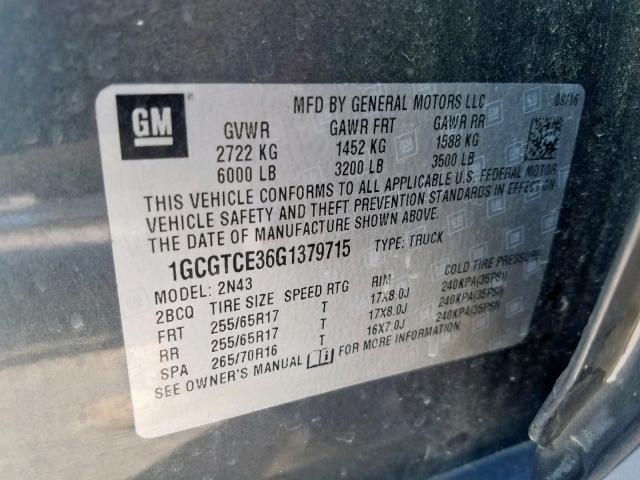 GM
MFD BY GENERAL MOTORS LLC 08/16
GVWR GAWR FRT GAWR RR
2722 KG 1452 KG 1588 KG
6000 LB 3200 LB 3500 LB
THIS VEHICLE CONFORMS TO ALL APPLICABLE U.S. FEDERAL MOTOR
VEHICLE SAFETY AND THEFT PREVENTION STANDARDS IN EFFECT ON
THE DATE OF MANUFACTURE SHOWN ABOVE.
1GCGTCE36G1379715 TYPE: TRUCK
MODEL: 2N43
2BCQ TIRE SIZE SPEED RTG RIM COLD TIRE PRESSURE
FRT 255/65R17 T 17X8.0J 240KPA(35PSI)
RR 255/65R17 T 17X8.0J 240KPA(35PSI)
SPA 265/70R16 T 16X7.0J 240KPA(35PSI)
SEE OWNER'S MANUAL FOR MORE INFORMATION.